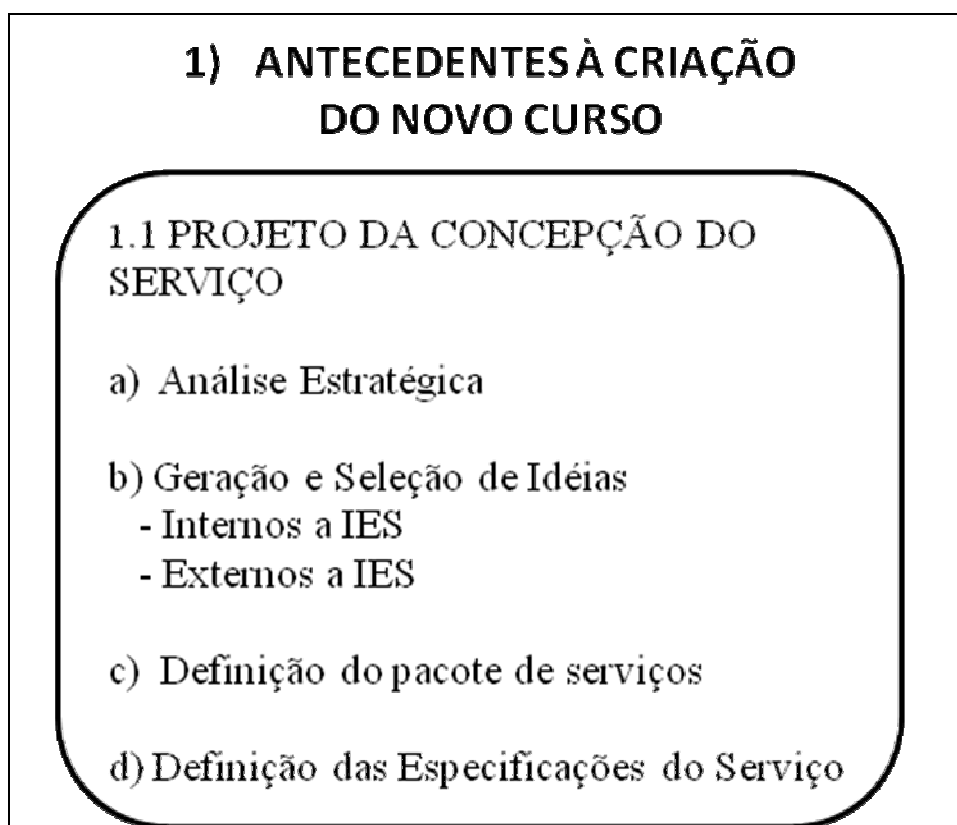 1) ANTECEDENTES À CRIAÇÃO
DO NOVO CURSO
1.1 PROJETO DA CONCEPÇÃO DO
SERVIÇO
a) Análise Estratégica
b) Geração e Seleção de Idéias
- Internos a IES
- Externos a IES
c) Definição do pacote de serviços
d) Definição das Especificações do Serviço